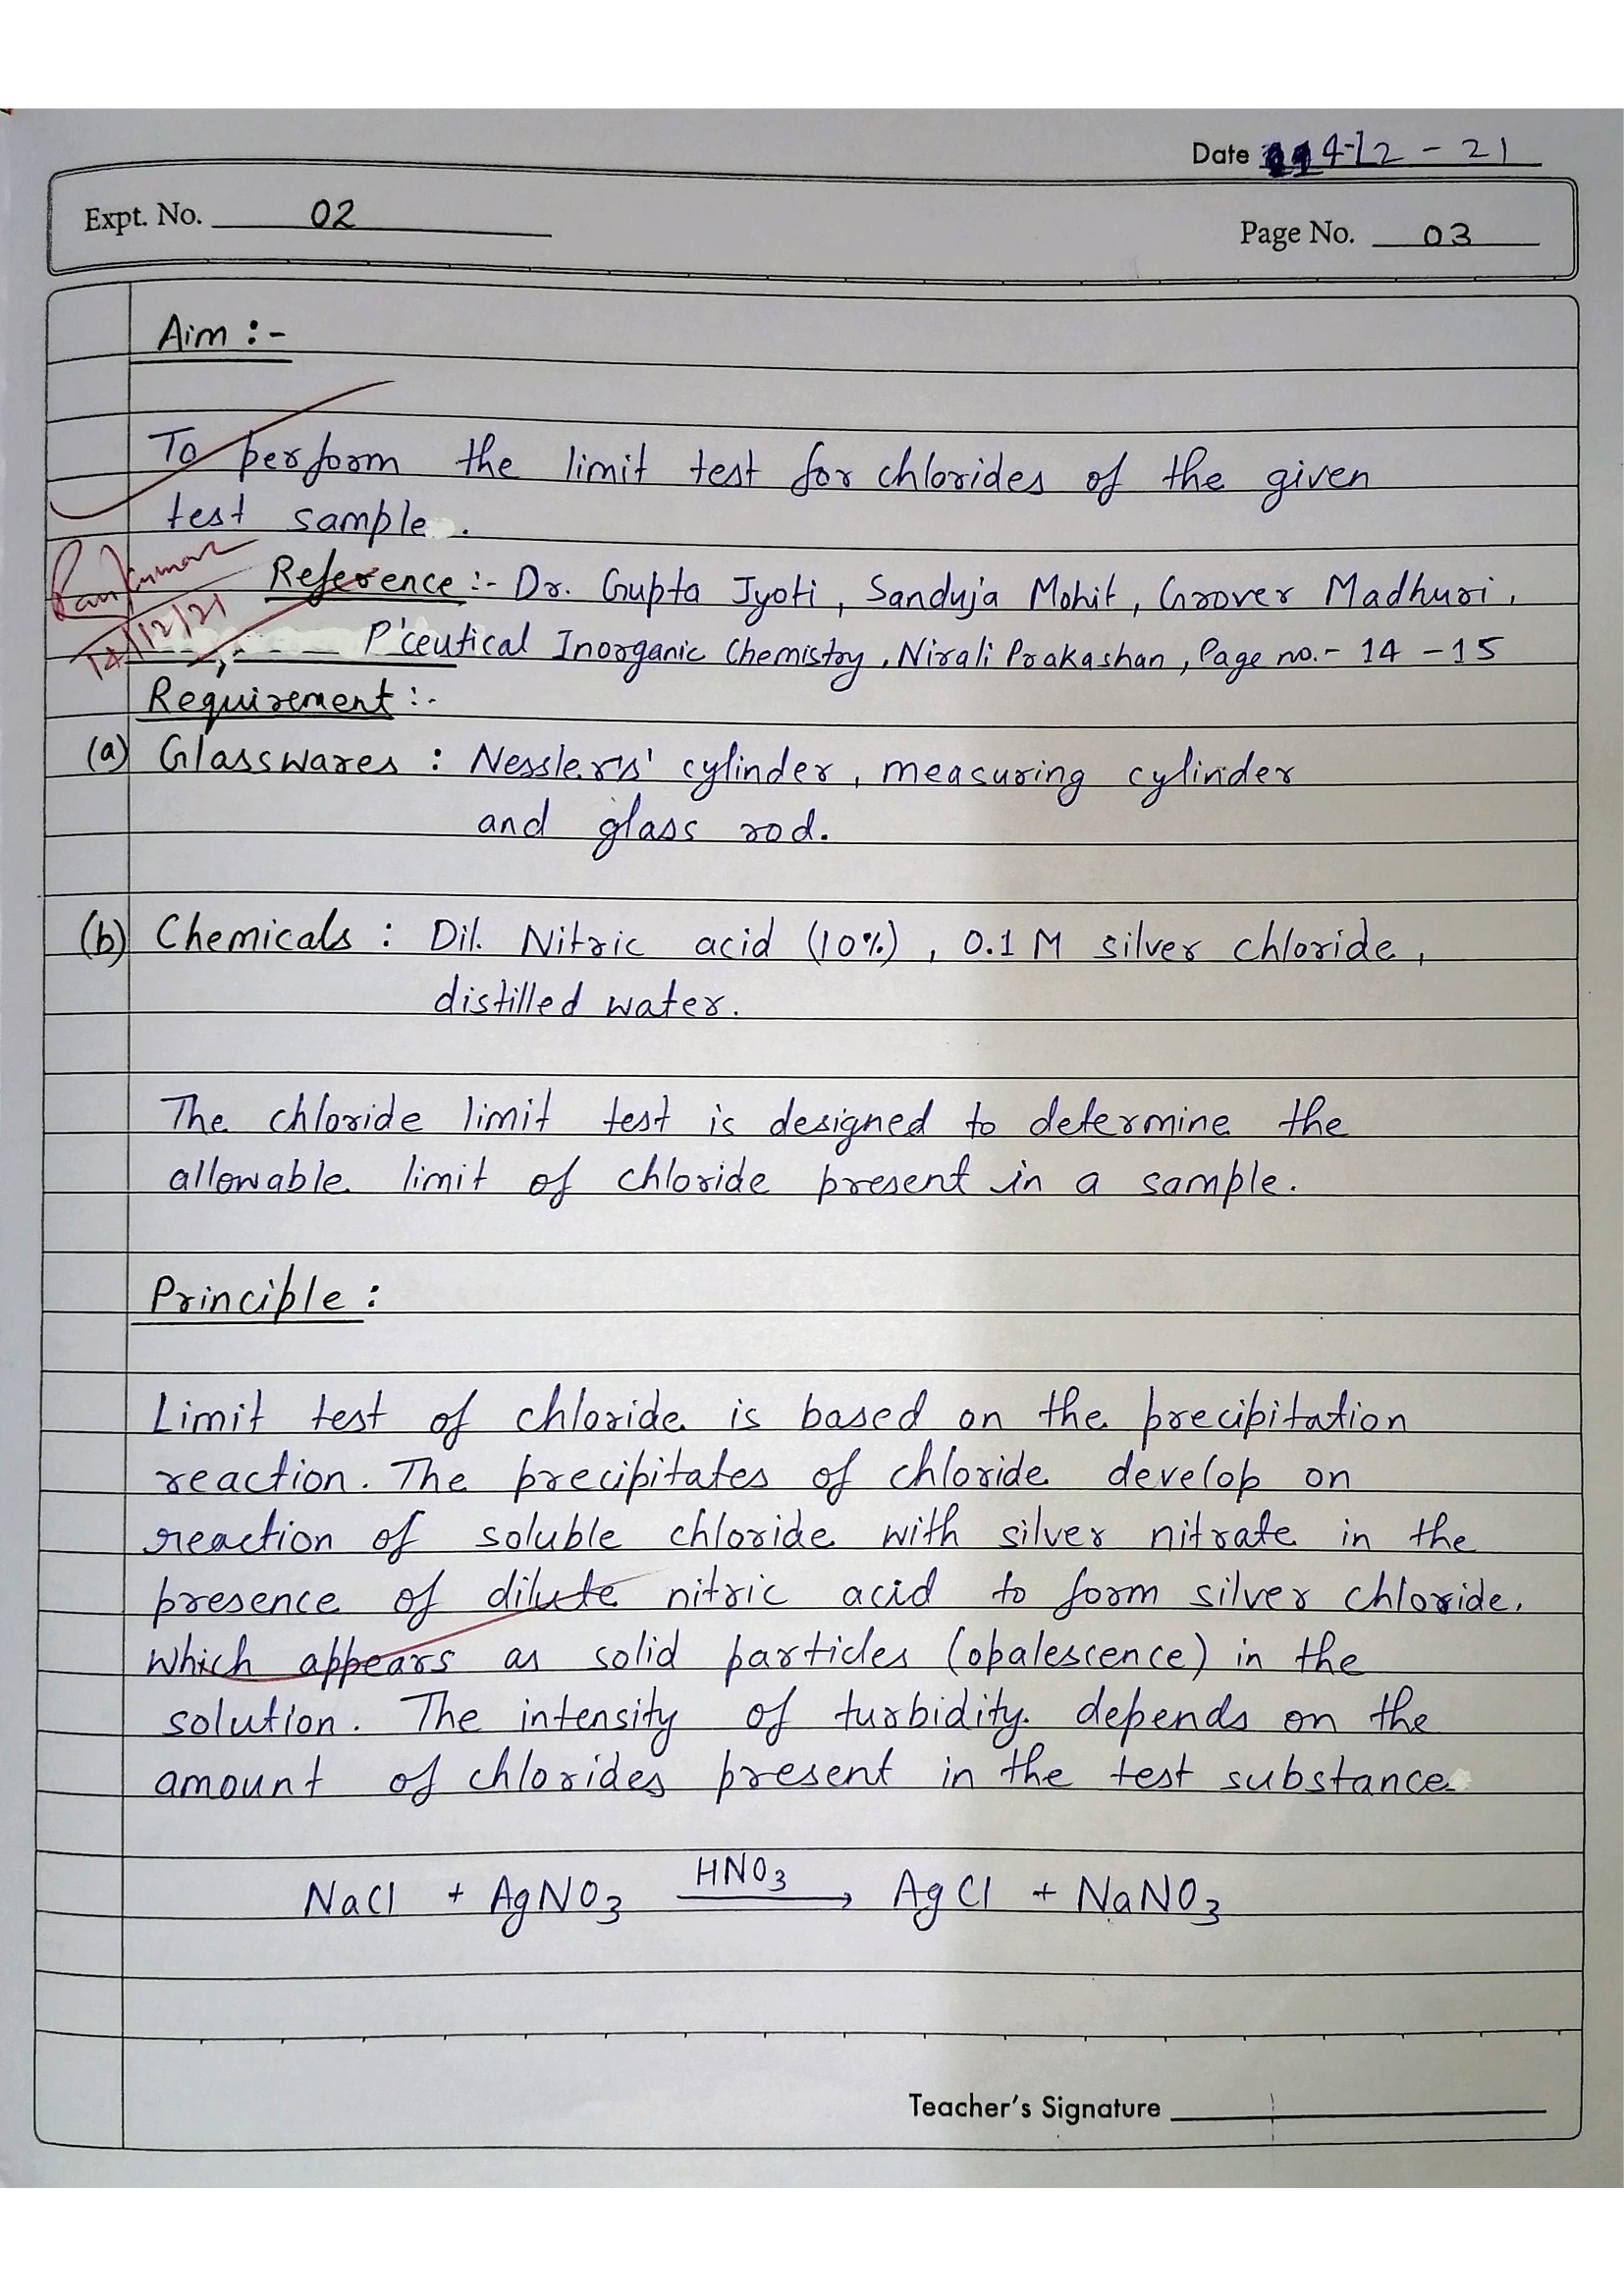 Date 4-12-21
Expt. No. 02
Page No. 03
Aim :-
To perform the limit test for chlorides of the given
test sample.
14/12/21
Reference :- Dr. Gupta Jyoti, Sanduja Mohit, Grover Madhuri,
P'ceutical Inorganic Chemistry, Nirali Prakashan, Page no.- 14 - 15
Requirement :-
(a) Glasswares : Nesslers' cylinder, measuring cylinder
and glass rod.
(b) Chemicals : Dil. Nitric acid (10%), 0.1 M silver chloride,
distilled water.
The chloride limit test is designed to determine the
allowable limit of chloride present in a sample.
Principle :
Limit test of chloride is based on the precipitation
reaction. The precipitates of chloride develop on
reaction of soluble chloride with silver nitrate in the
presence of dilute nitric acid to form silver chloride,
which appears as solid particles (opalescence) in the
solution. The intensity of turbidity depends on the
amount of chlorides present in the test substance
NaCl + AgNO₃ HNO₃ → AgCl + NaNO₃
Teacher's Signature